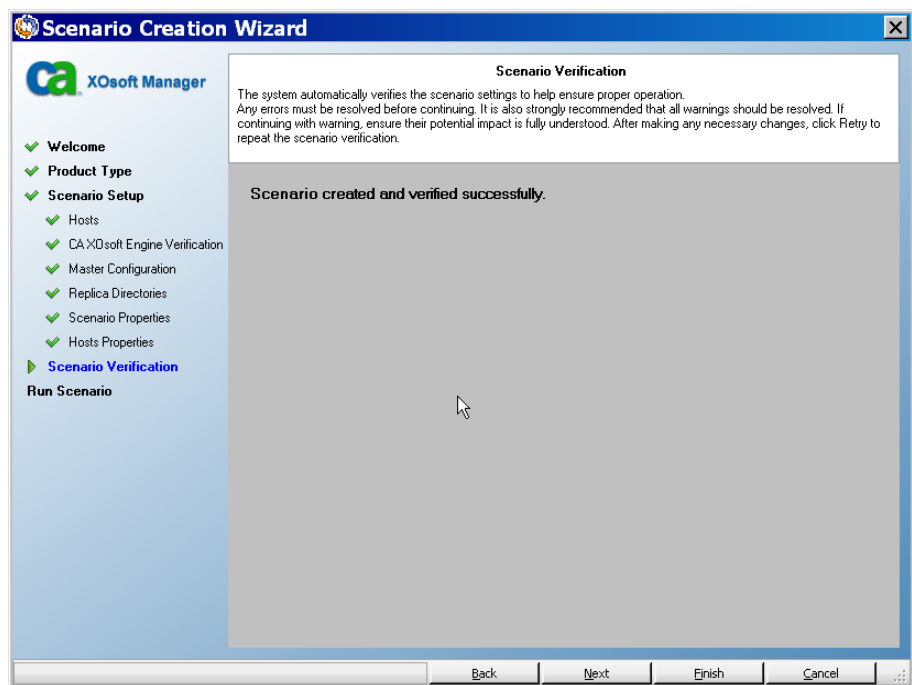 Scenario Creation Wizard
ca XOsoft Manager
Welcome
Product Type
Scenario Setup
Hosts
CA XOsoft Engine Verification
Master Configuration
Replica Directories
Scenario Properties
Hosts Properties
Scenario Verification
Run Scenario
Scenario Verification
The system automatically verifies the scenario settings to help ensure proper operation.
Any errors must be resolved before continuing. It is also strongly recommended that all warnings should be resolved. If
continuing with warning, ensure their potential impact is fully understood. After making any necessary changes, click Retry to
repeat the scenario verification.
Scenario created and verified successfully.
Back Next Finish Cancel